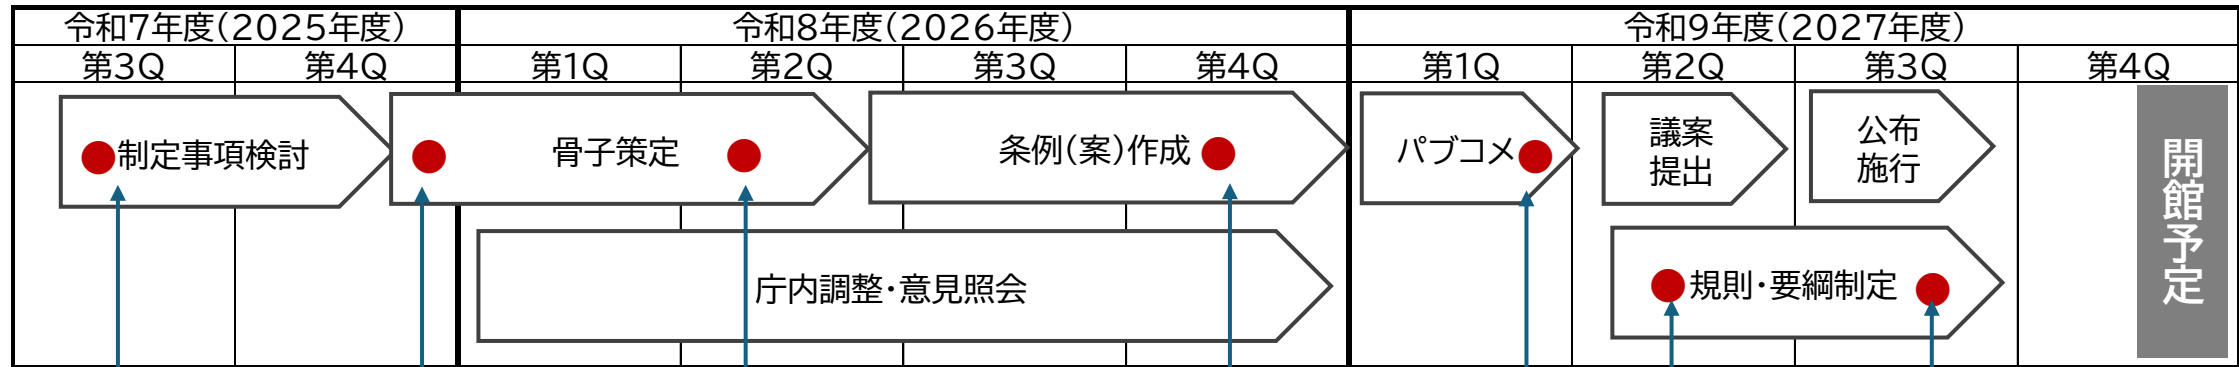 令和7年度(2025年度)
令和8年度(2026年度)
令和9年度(2027年度)
第3Q
第4Q
第1Q
第2Q
第3Q
第4Q
第1Q
第2Q
第3Q
第4Q
制定事項検討
骨子策定
条例(案)作成
パブコメ
議案
提出
公布
施行
庁内調整・意見照会
規則・要綱制定
開館予定